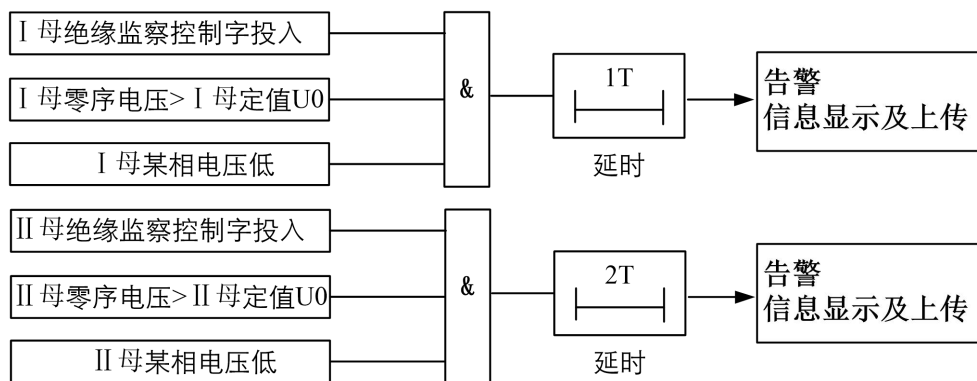 Ⅰ母绝缘监察控制字投入
Ⅰ母零序电压>Ⅰ母定值U0
Ⅰ母某相电压低
&
1T
延时
告警
信息显示及上传
Ⅱ母绝缘监察控制字投入
Ⅱ母零序电压>Ⅱ母定值U0
Ⅱ母某相电压低
&
2T
延时
告警
信息显示及上传